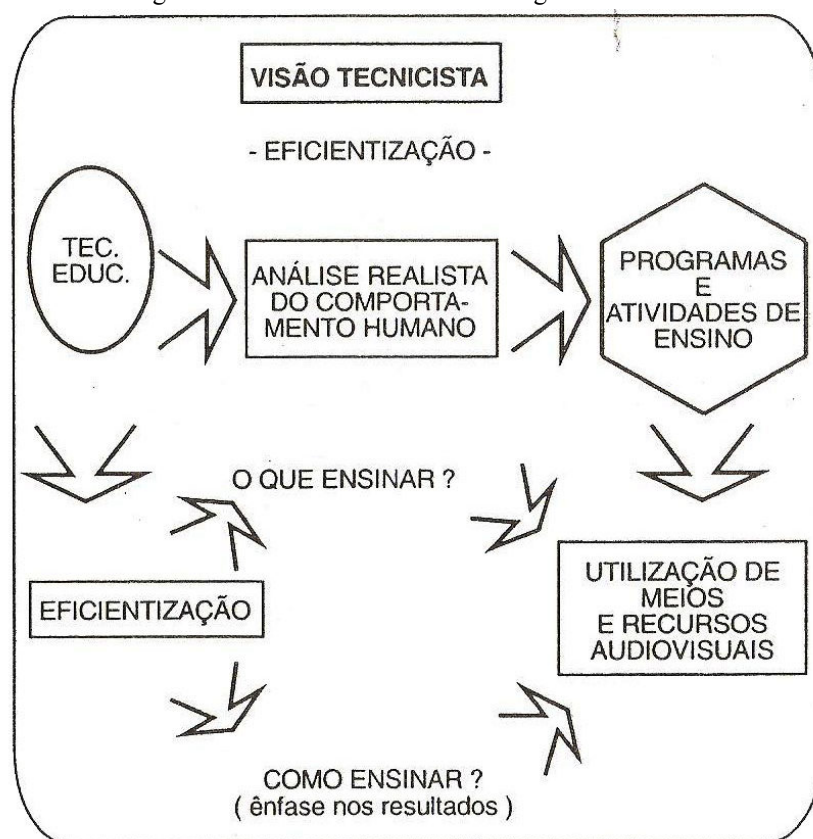 VISÃO TECNICISTA
- EFICIENTIZAÇÃO -
TEC.
EDUC.
ANÁLISE REALISTA
DO COMPORTA-
MENTO HUMANO
PROGRAMAS
E
ATIVIDADES DE
ENSINO
O QUE ENSINAR ?
EFICIENTIZAÇÃO
UTILIZAÇÃO DE
MEIOS
E RECURSOS
AUDIOVISUAIS
COMO ENSINAR ?
( ênfase nos resultados )